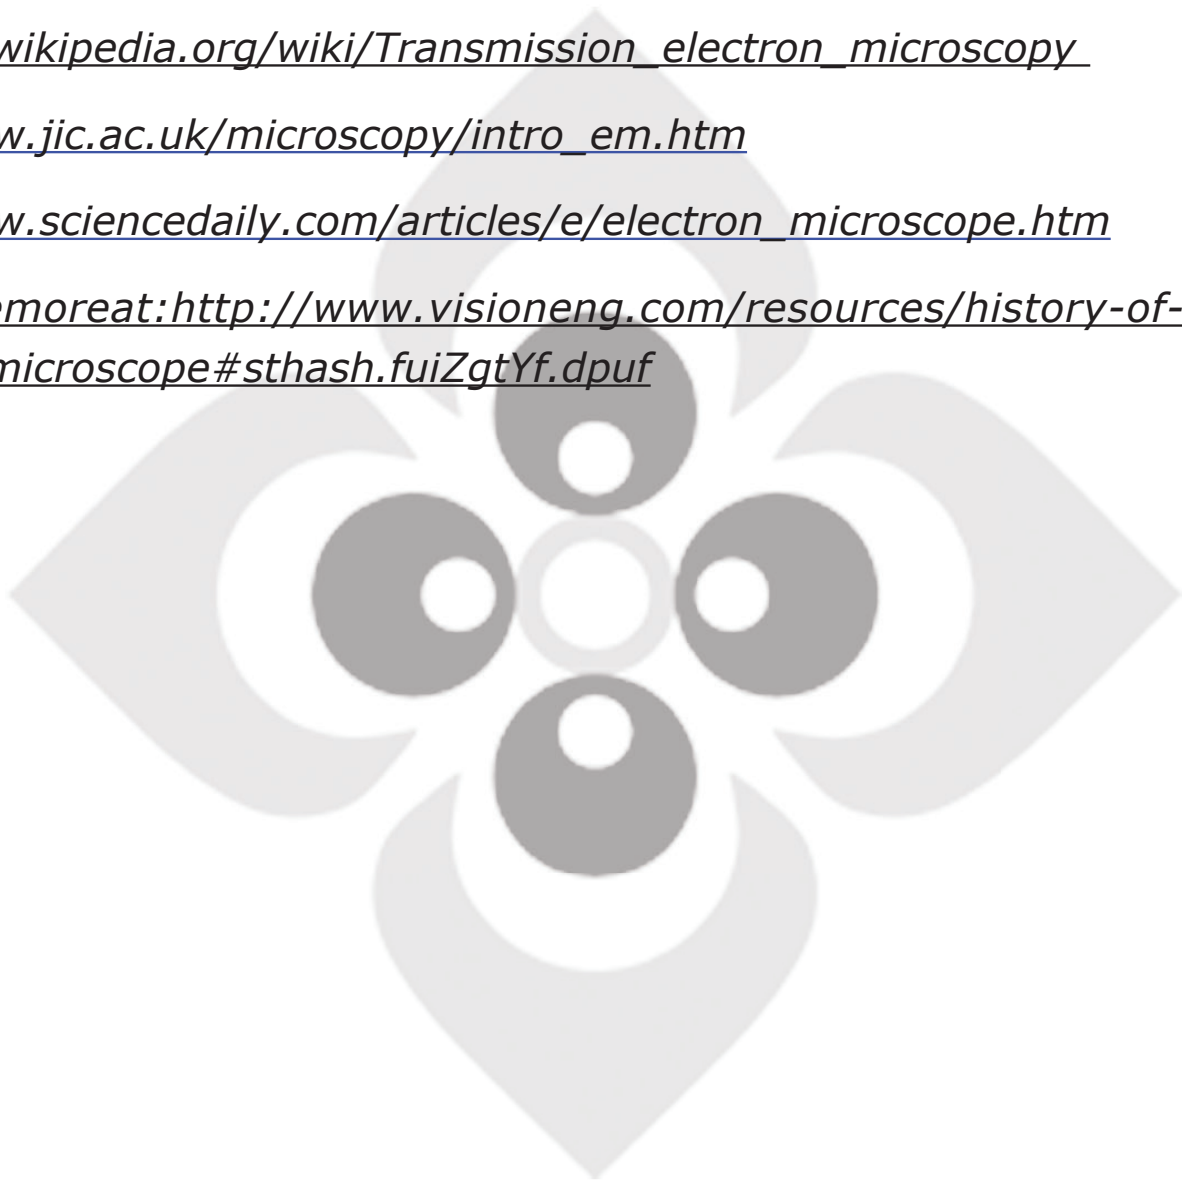 wikipedia.org/wiki/Transmission_electron_microscopy
w.jic.ac.uk/microscopy/intro_em.htm
w.sciencedaily.com/articles/e/electron_microscope.htm
emoreat:http://www.visioneng.com/resources/history-of-
microscope#sthash.fuiZgtYf.dpuf